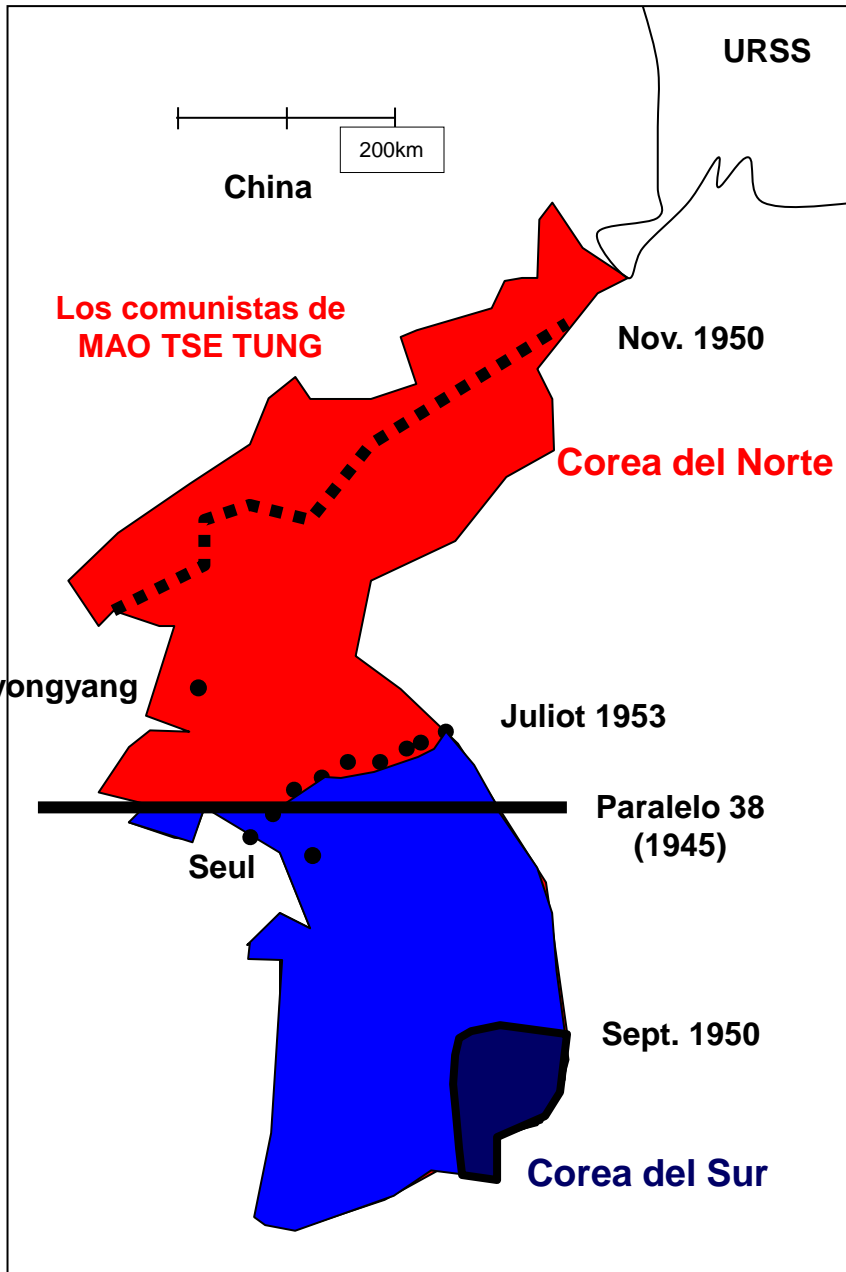 URSS
200km
China
Los comunistas de
MAO TSE TUNG
Nov. 1950
Corea del Norte
yongyang
Juliot 1953
Paralelo 38
(1945)
Seul
Sept. 1950
Corea del Sur